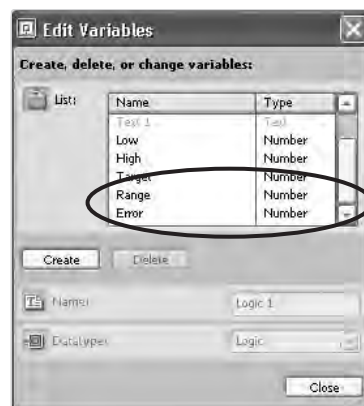 Edit Variables
Create, delete, or change variables:
List:
Name Type
Text 1 Text
Low Number
High Number
Target Number
Range Number
Error Number
Create Delete
Name: Logic 1
Datatype: Logic
Close